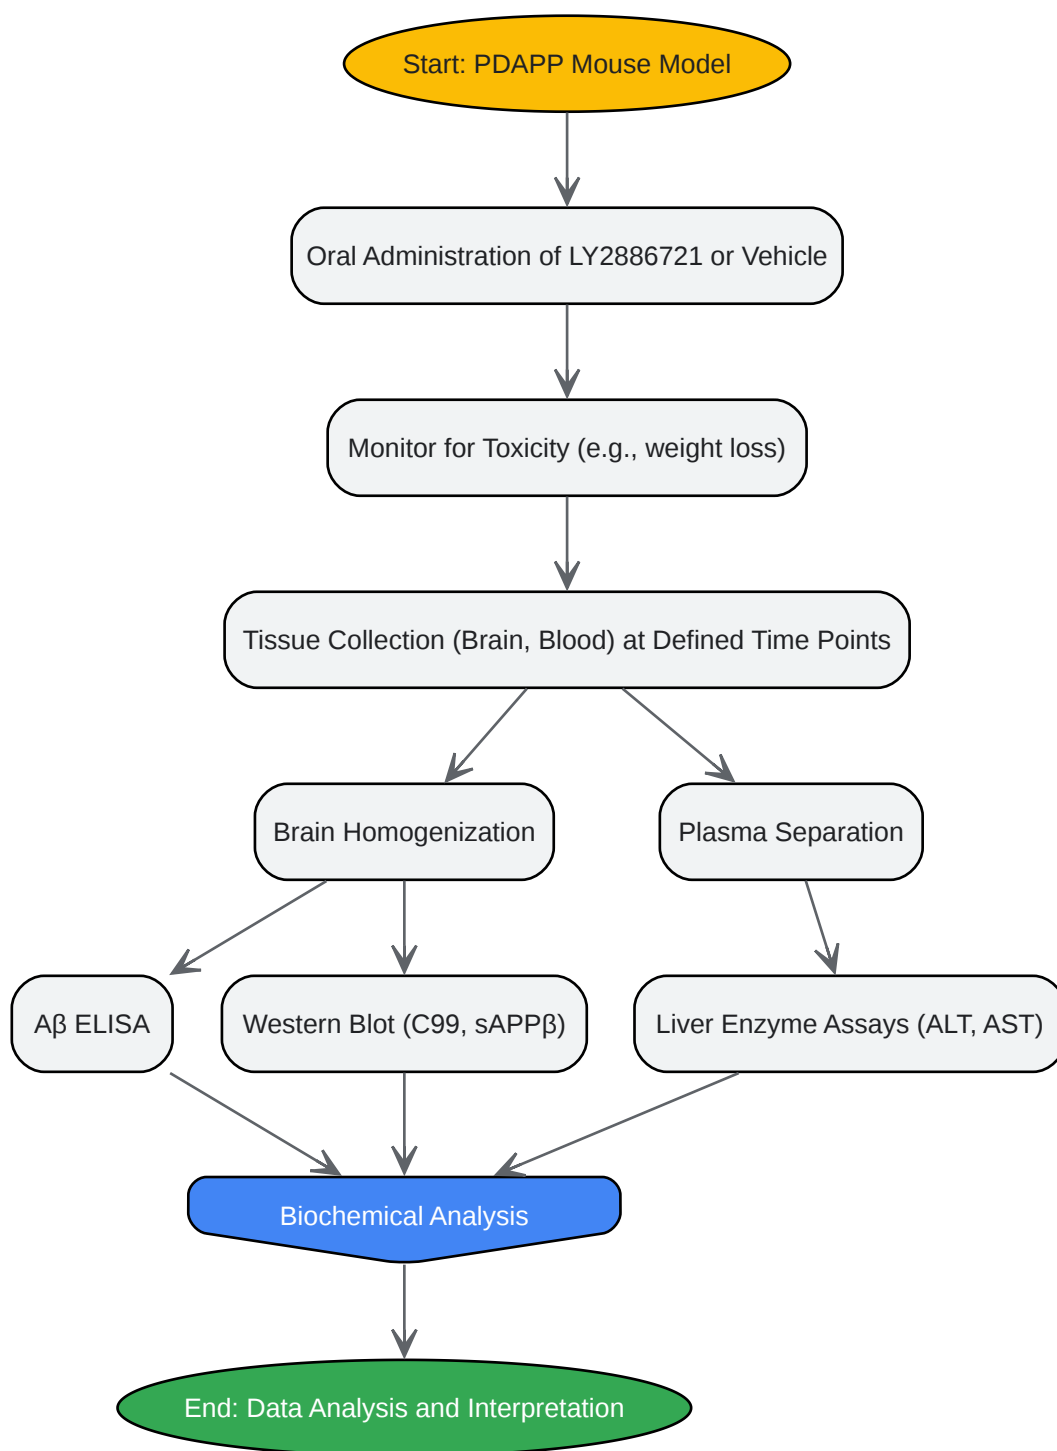 Start: PDAPP Mouse Model
Oral Administration of LY2886721 or Vehicle
Monitor for Toxicity (e.g., weight loss)
Tissue Collection (Brain, Blood) at Defined Time Points
Brain Homogenization
Plasma Separation
Aβ ELISA
Western Blot (C99, sAPPβ)
Liver Enzyme Assays (ALT, AST)
Biochemical Analysis
End: Data Analysis and Interpretation